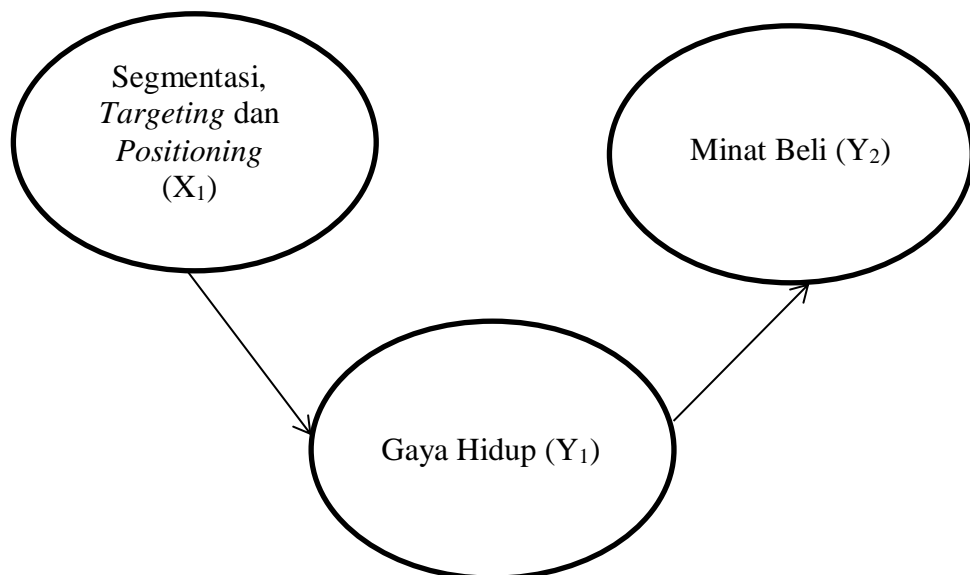 Segmentasi,
Targeting dan
Positioning
(X₁)
Minat Beli (Y₂)
Gaya Hidup (Y₁)